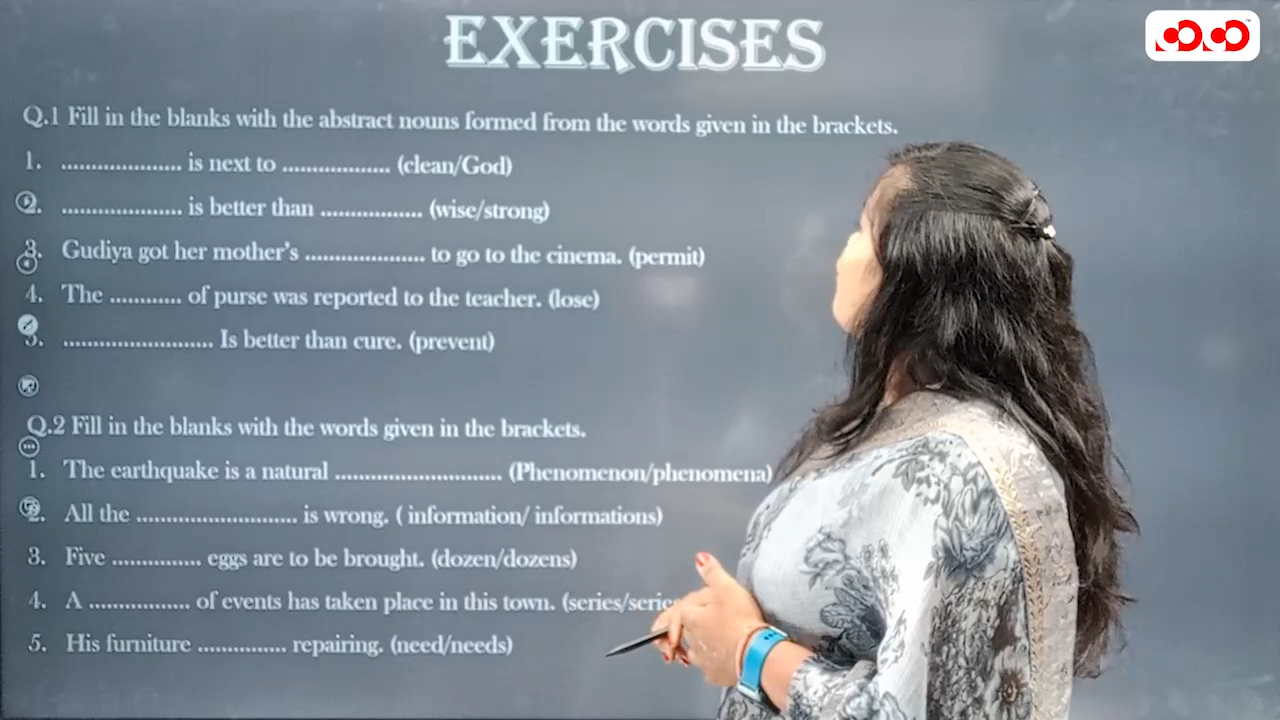 EXERCISES
Q.1 Fill in the blanks with the abstract nouns formed from the words given in the brackets.
1. .................... is next to .................. (clean/God)
2. .................... is better than ................. (wise/strong)
3. Gudiya got her mother's .................... to go to the cinema. (permit)
4. The ............ of purse was reported to the teacher. (lose)
5. ......................... Is better than cure. (prevent)
Q.2 Fill in the blanks with the words given in the brackets.
1. The earthquake is a natural ............................ (Phenomenon/phenomena)
2. All the ........................... is wrong. ( information/ informations)
3. Five ............... eggs are to be brought. (dozen/dozens)
4. A ................. of events has taken place in this town. (series/
5. His furniture ............... repairing. (need/needs)